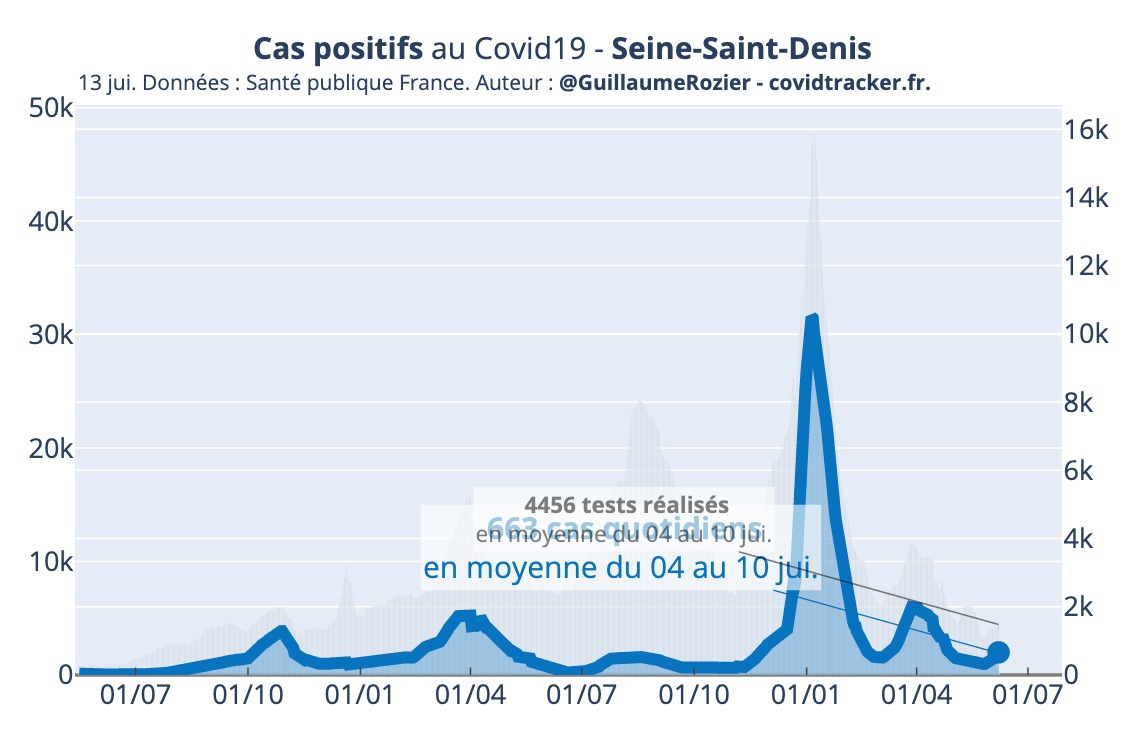 Cas positifs au Covid19 - Seine-Saint-Denis
13 jui. Données : Santé publique France. Auteur : @GuillaumeRozier - covidtracker.fr.
50k
40k
30k
20k
10k
0
16k
14k
12k
10k
8k
6k
4k
2k
0
4456 tests réalisés
en moyenne du 04 au 10 jui.
663 cas quotidiens
en moyenne du 04 au 10 jui.
01/07 01/10 01/01 01/04 01/07 01/10 01/01 01/04 01/07